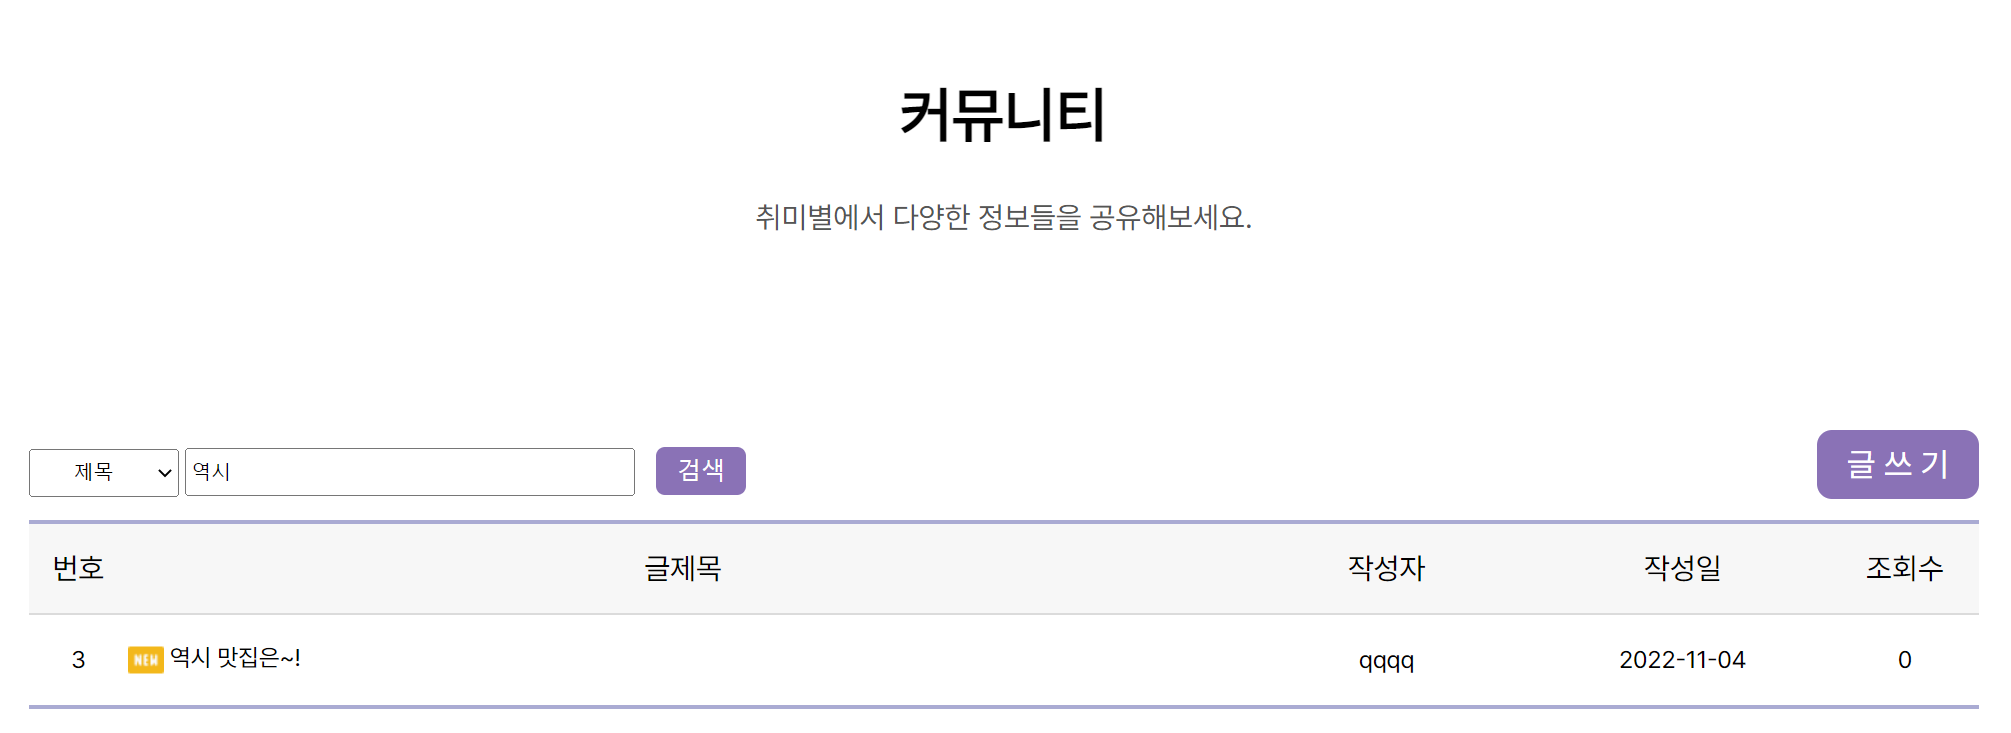 커뮤니티
취미별에서 다양한 정보들을 공유해보세요.
제목 역시 검색 글 쓰 기
번호 글제목 작성자 작성일 조회수
3 NEW 역시 맛집은~! qqqq 2022-11-04 0